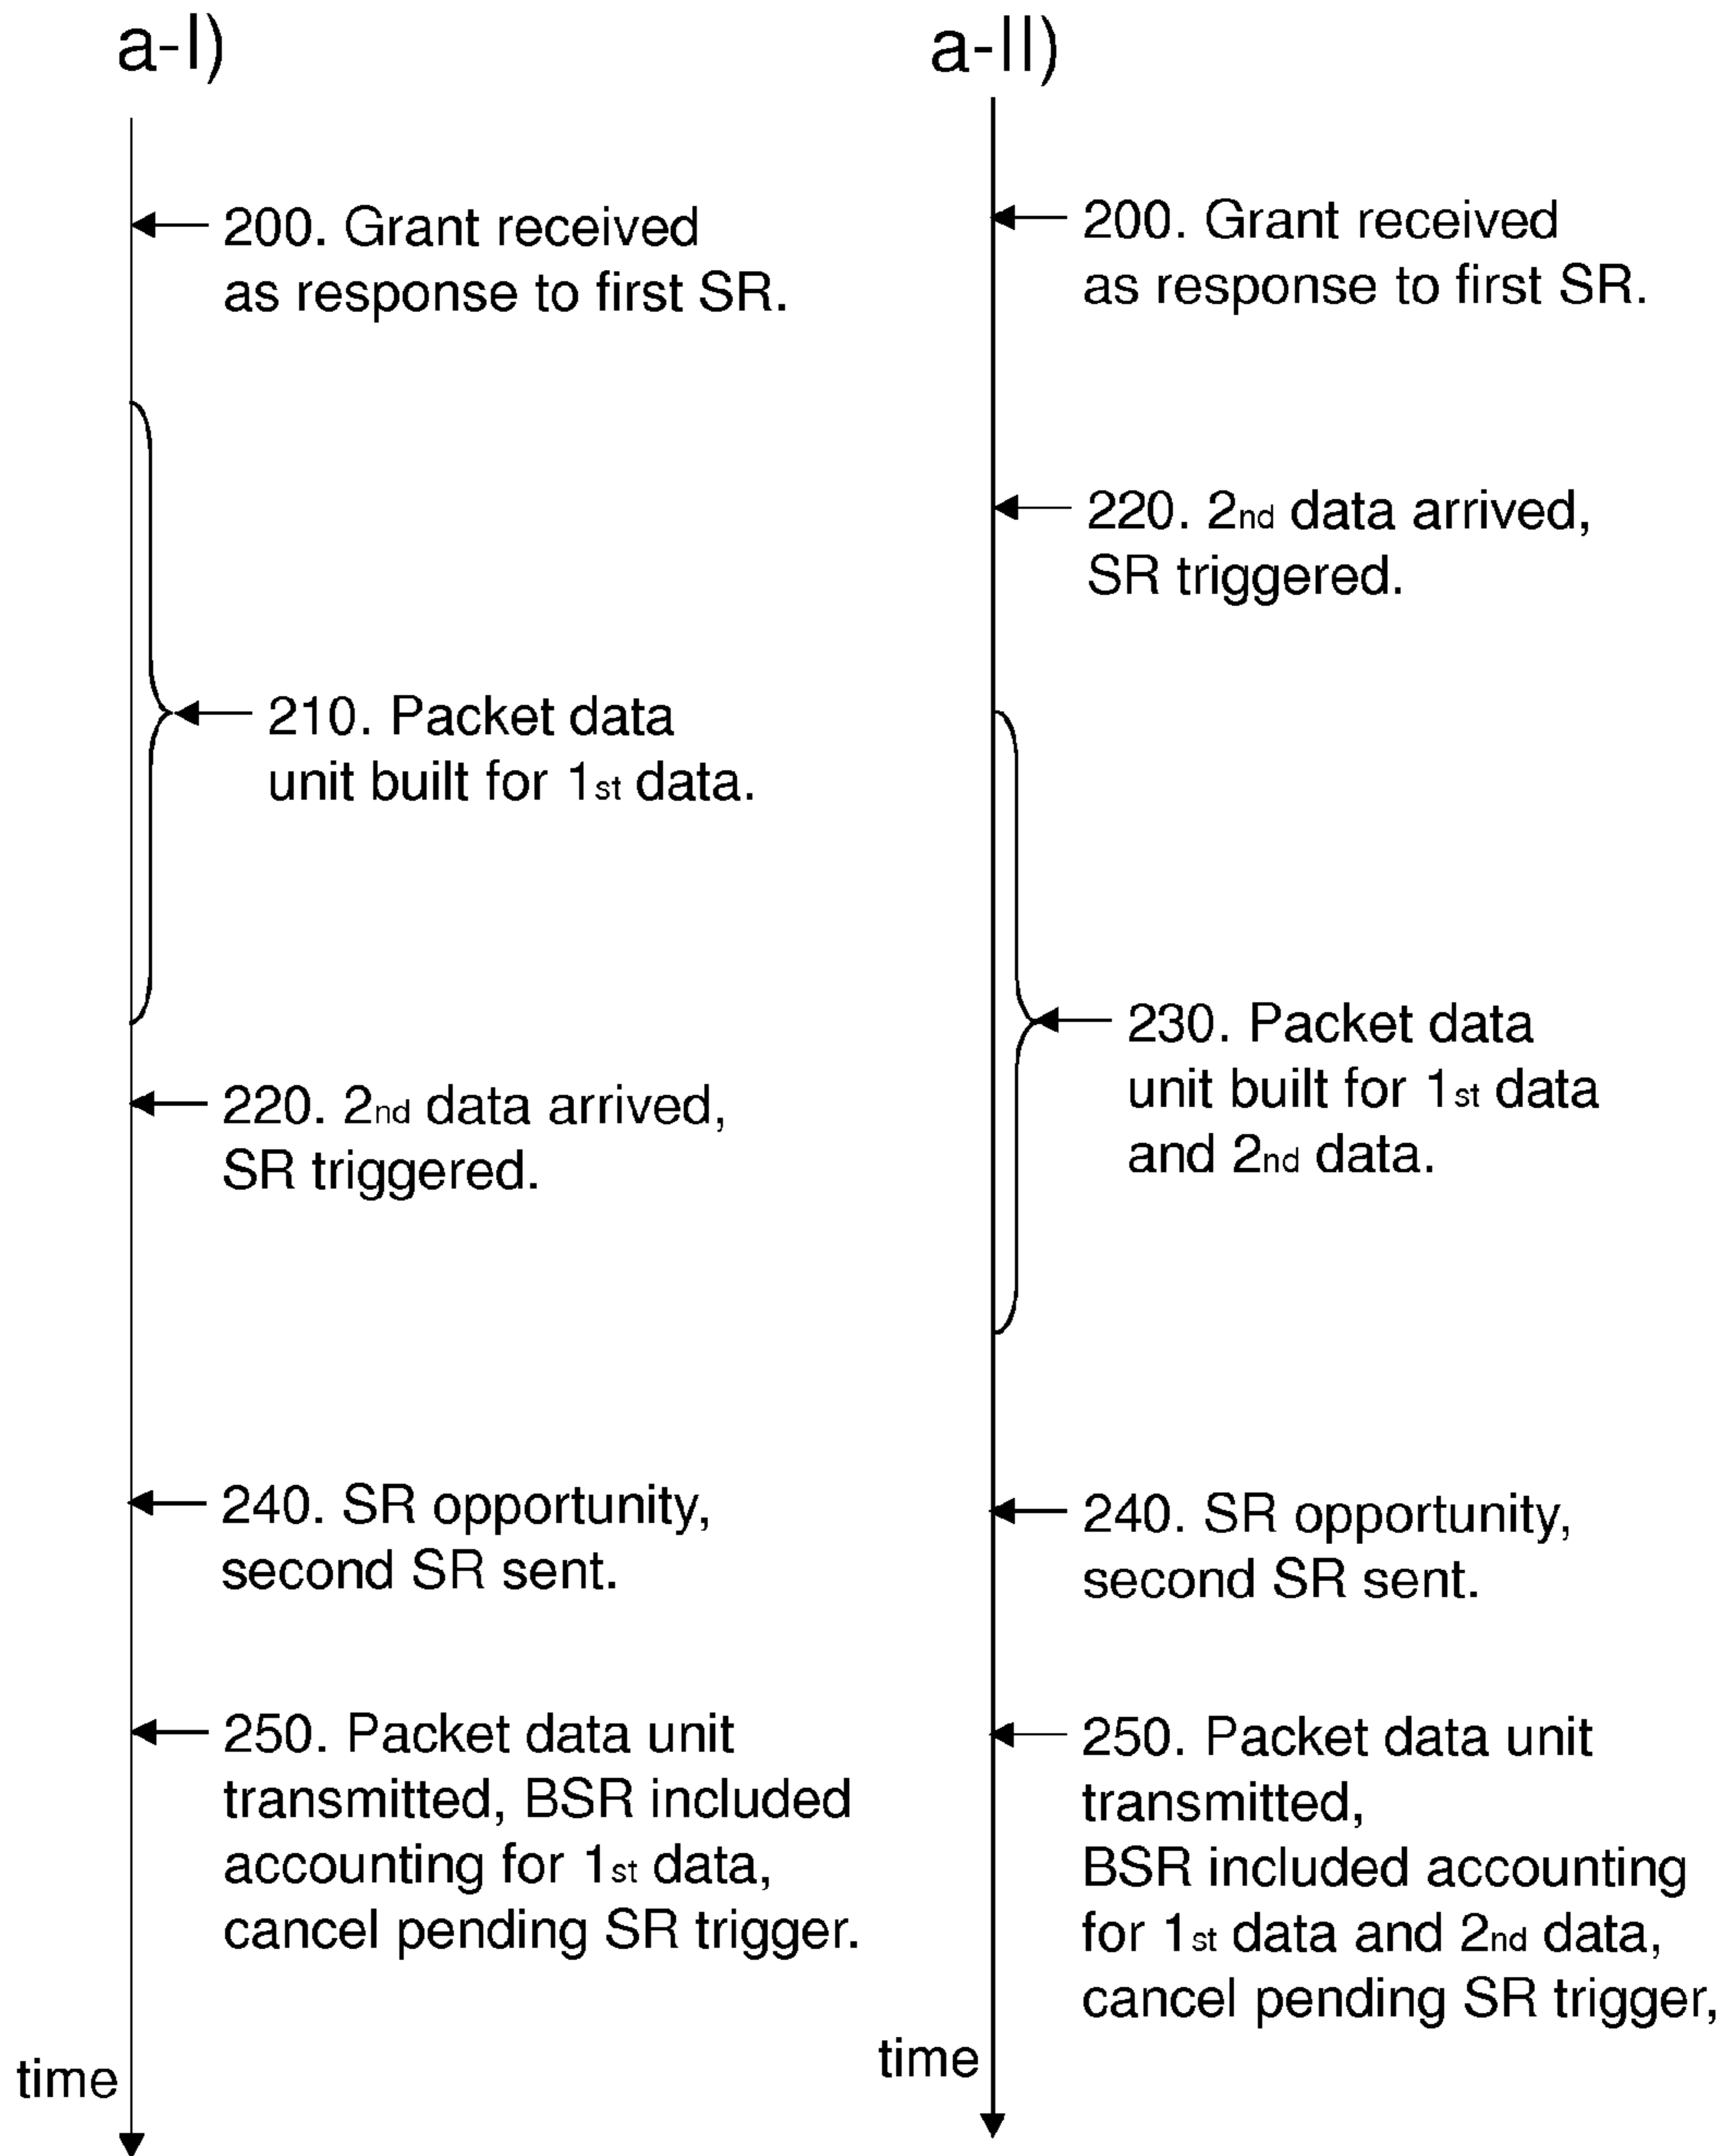 a-I)
200. Grant received
as response to first SR.
210. Packet data
unit built for 1st data.
220. 2nd data arrived,
SR triggered.
240. SR opportunity,
second SR sent.
250. Packet data unit
transmitted, BSR included
accounting for 1st data,
cancel pending SR trigger.
time
a-II)
200. Grant received
as response to first SR.
220. 2nd data arrived,
SR triggered.
230. Packet data
unit built for 1st data
and 2nd data.
240. SR opportunity,
second SR sent.
250. Packet data unit
transmitted,
BSR included accounting
for 1st data and 2nd data,
cancel pending SR trigger,
time